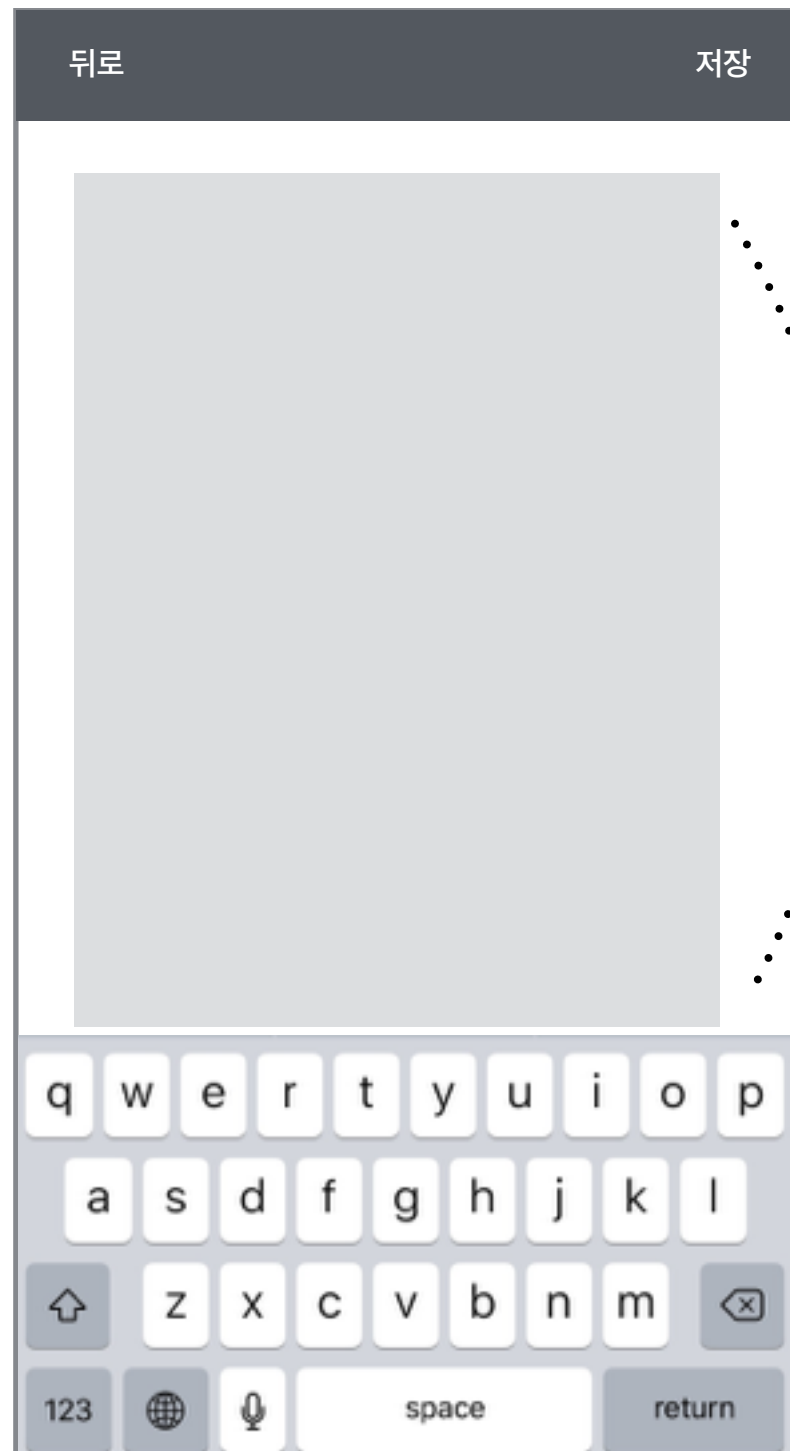 뒤로 저장
q w e r t y u i o p
a s d f g h j k l
z x c v b n m
123 space return